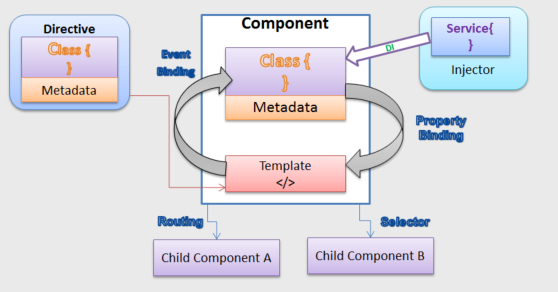 Directive
Class {
}
Metadata
Component
Class {
}
Metadata
Event
Binding
Template
</>
DI
Service{
}
Injector
Property
Binding
Routing
Selector
Child Component A
Child Component B